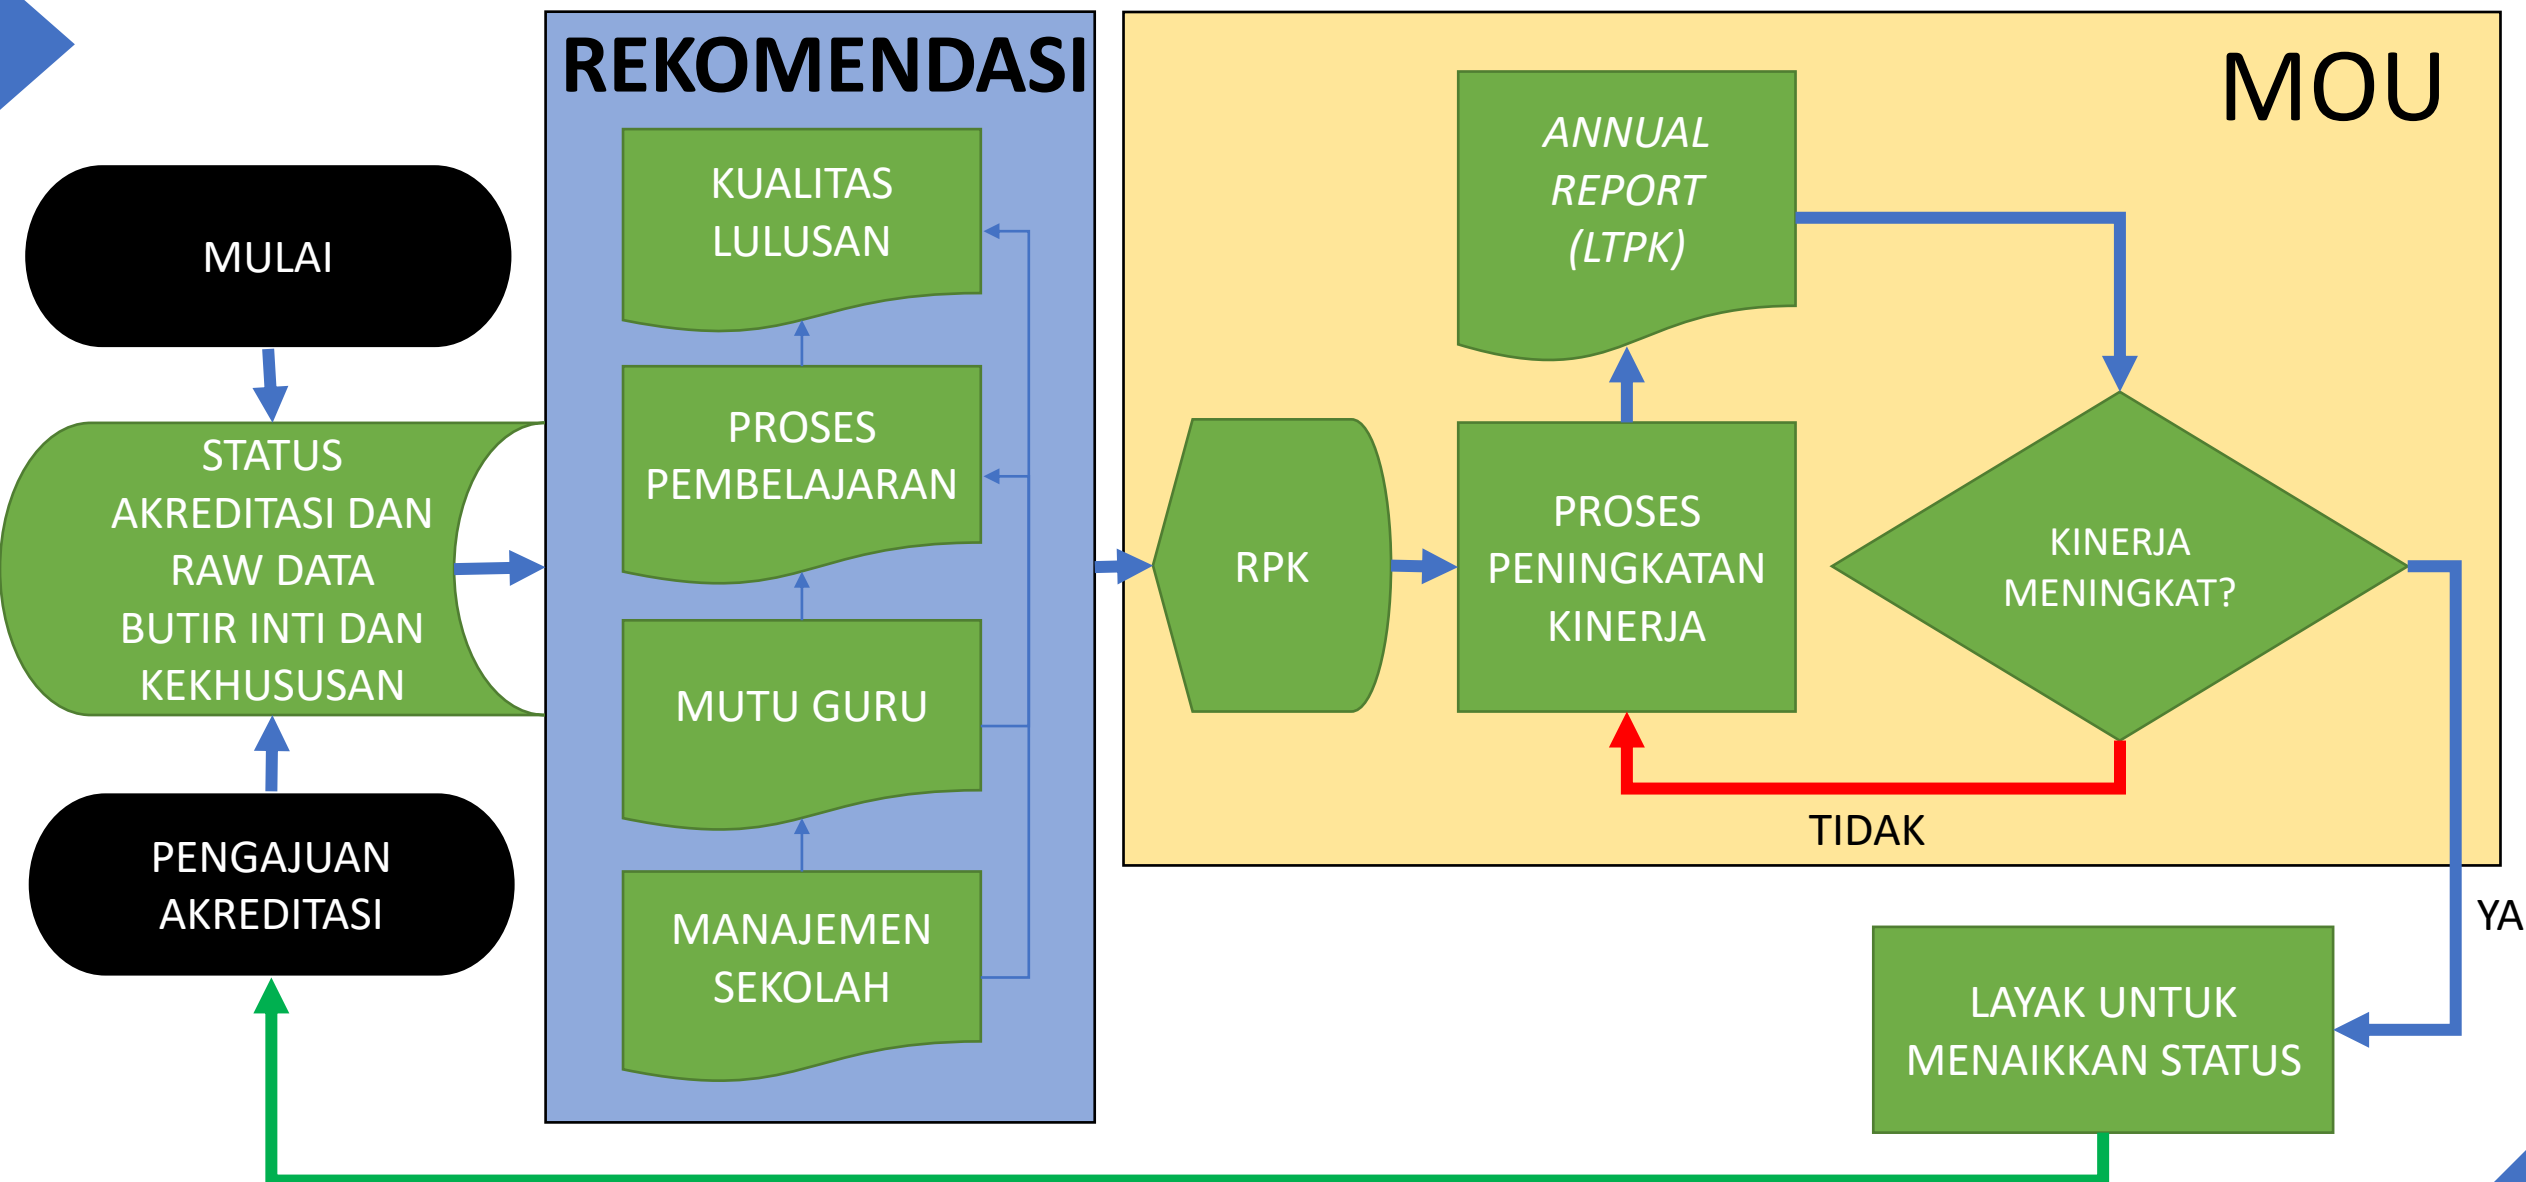 REKOMENDASI
MOU
MULAI
STATUS
AKREDITASI DAN
RAW DATA
BUTIR INTI DAN
KEKHUSUSAN
PENGAJUAN
AKREDITASI
KUALITAS
LULUSAN
PROSES
PEMBELAJARAN
MUTU GURU
MANAJEMEN
SEKOLAH
RPK
ANNUAL
REPORT
(LTPK)
PROSES
PENINGKATAN
KINERJA
KINERJA
MENINGKAT?
TIDAK
YA
LAYAK UNTUK
MENAIKKAN STATUS